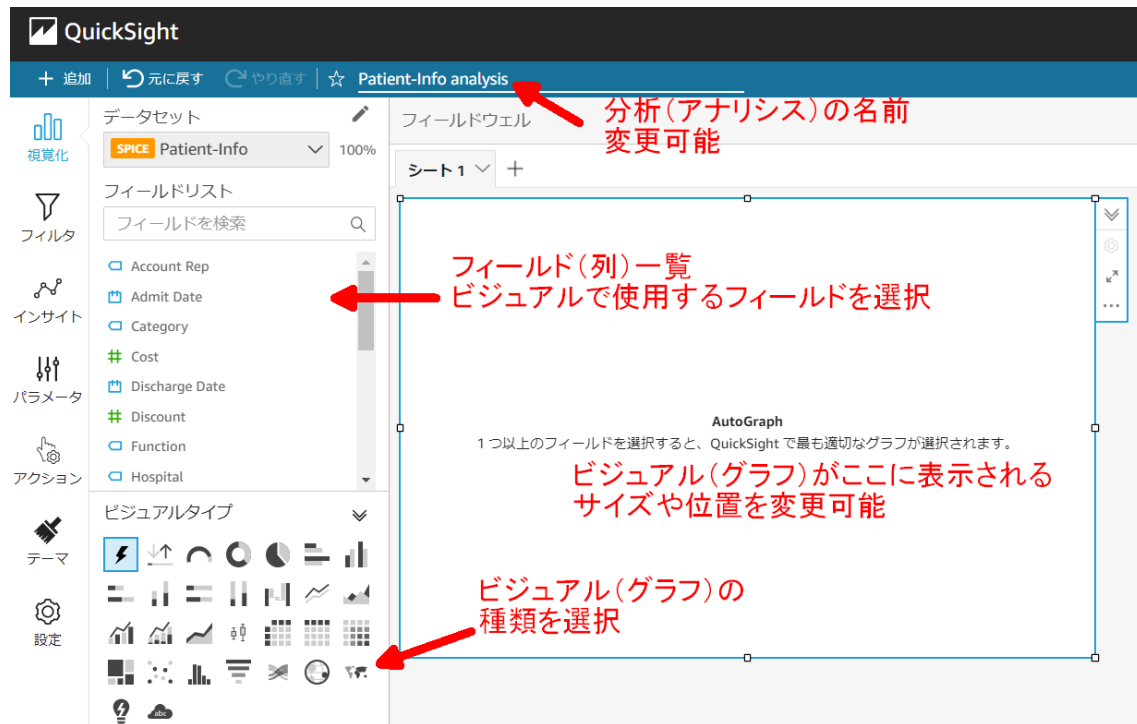 QuickSight
追加
元に戻す
やり直す
Patient-Info analysis
分析(アナリシス)の名前
変更可能
視覚化
フィルタ
インサイト
パラメータ
アクション
テーマ
設定
データセット
SPICE Patient-Info
100%
フィールドリスト
フィールドを検索
Account Rep
Admit Date
Category
Cost
Discharge Date
Discount
Function
Hospital
ビジュアルタイプ
abc
フィールドウェル
シート 1
フィールド(列)一覧
ビジュアルで使用するフィールドを選択
AutoGraph
1 つ以上のフィールドを選択すると、QuickSight で最も適切なグラフが選択されます。
ビジュアル(グラフ)がここに表示される
サイズや位置を変更可能
ビジュアル(グラフ)の
種類を選択